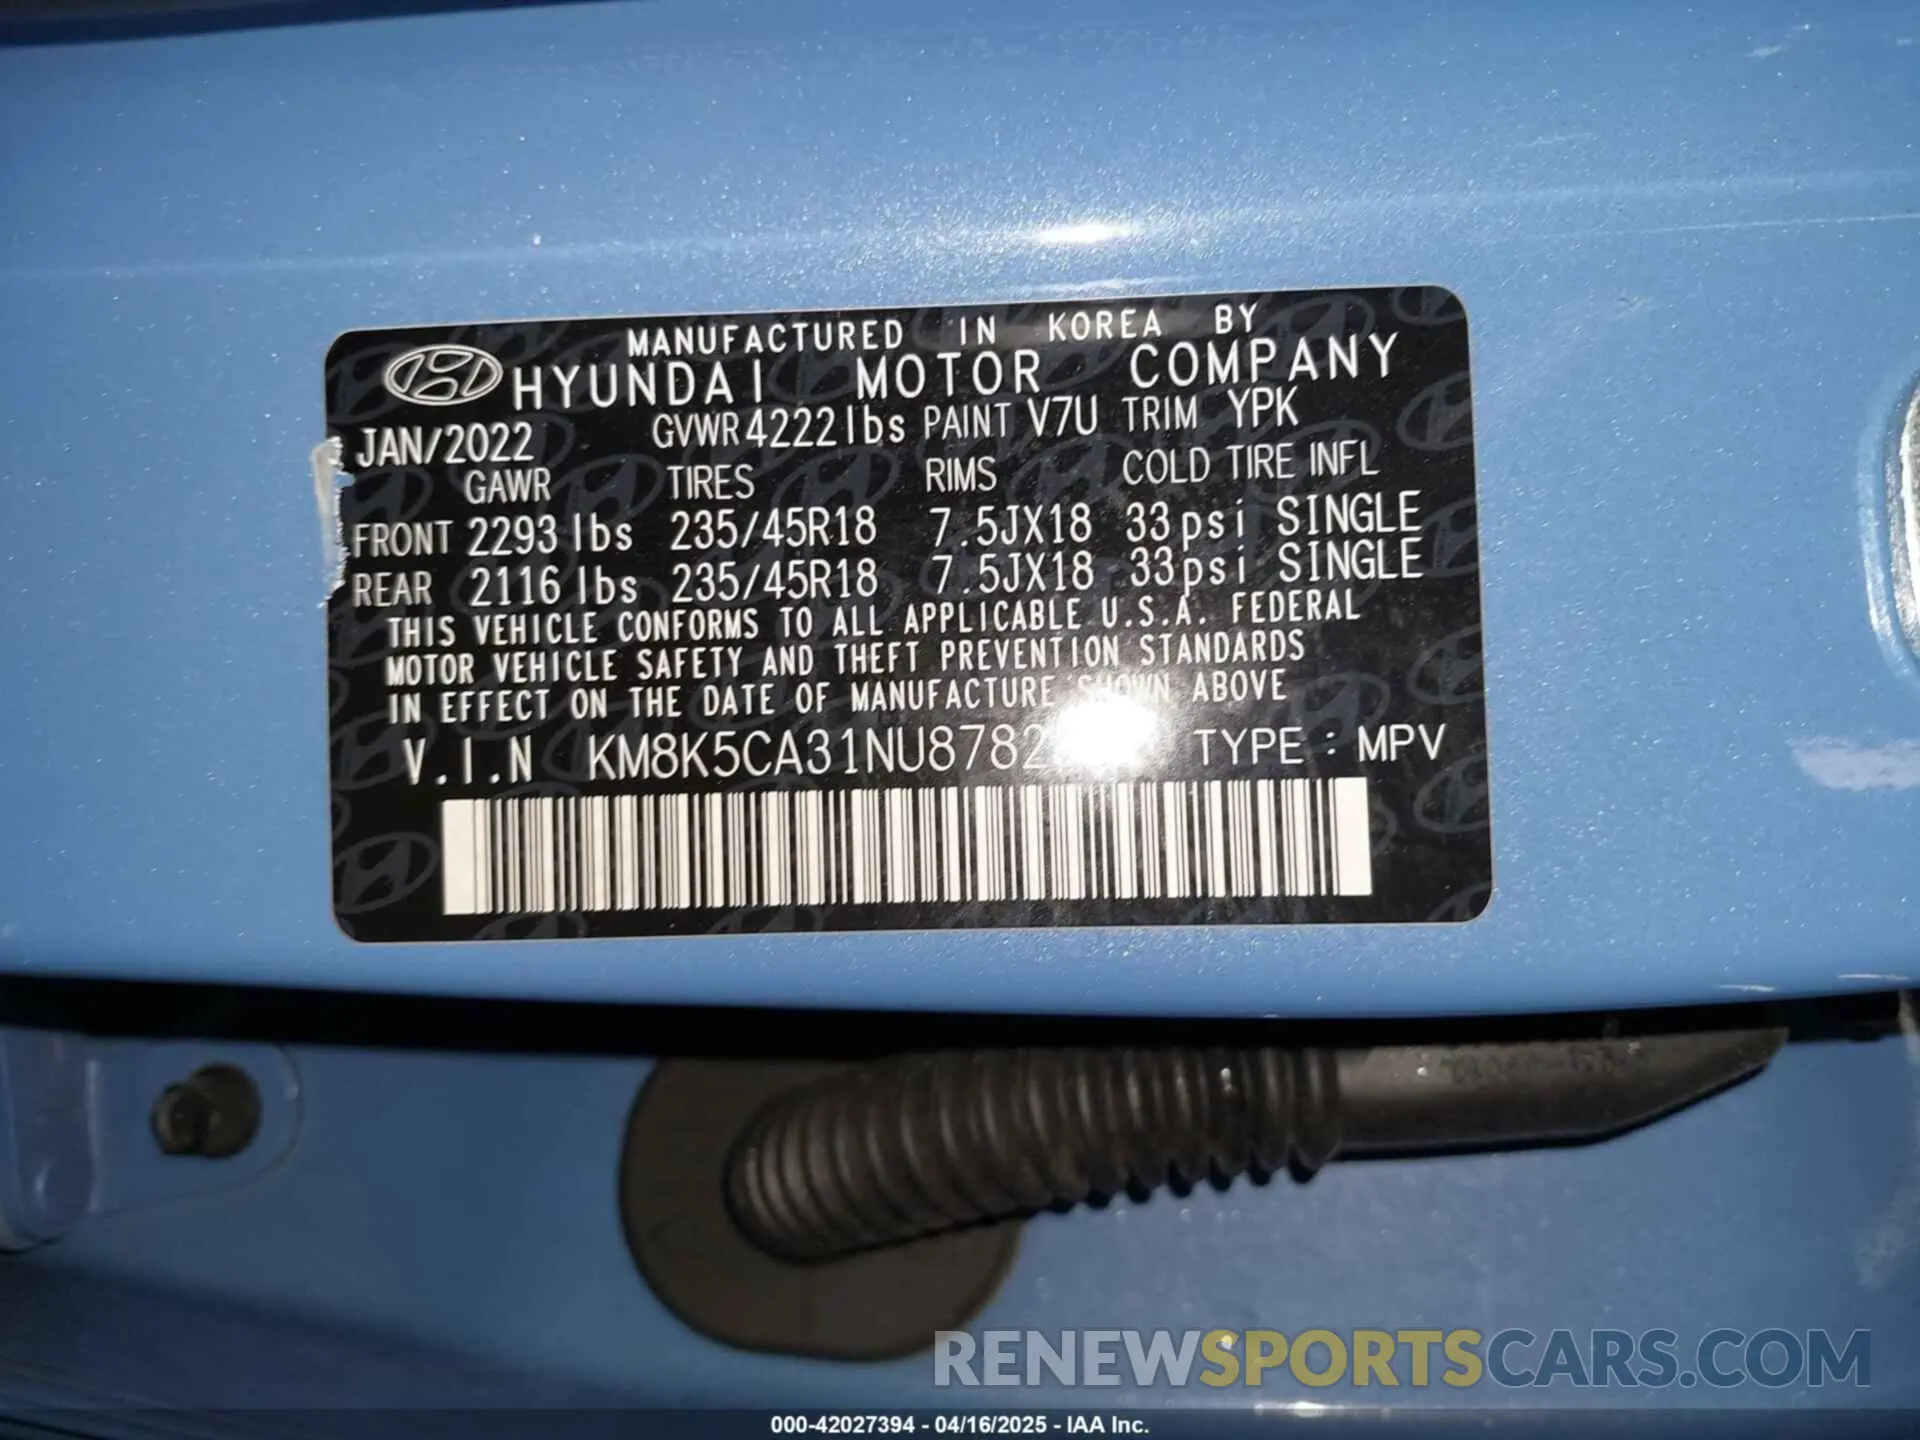 MANUFACTURED IN KOREA BY
HYUNDAI MOTOR COMPANY
JAN/2022 GVWR 4222 lbs PAINT V7U TRIM YPK
GAWR TIRES RIMS COLD TIRE INFL
FRONT 2293 lbs 235/45R18 7.5JX18 33psi SINGLE
REAR 2116 lbs 235/45R18 7.5JX18 33psi SINGLE
THIS VEHICLE CONFORMS TO ALL APPLICABLE U.S.A. FEDERAL
MOTOR VEHICLE SAFETY AND THEFT PREVENTION STANDARDS
IN EFFECT ON THE DATE OF MANUFACTURE SHOWN ABOVE
V.I.N TYPE : MPV
RENEWSPORTSCARS.COM
000-42027394 - 04/16/2025 - IAA Inc.